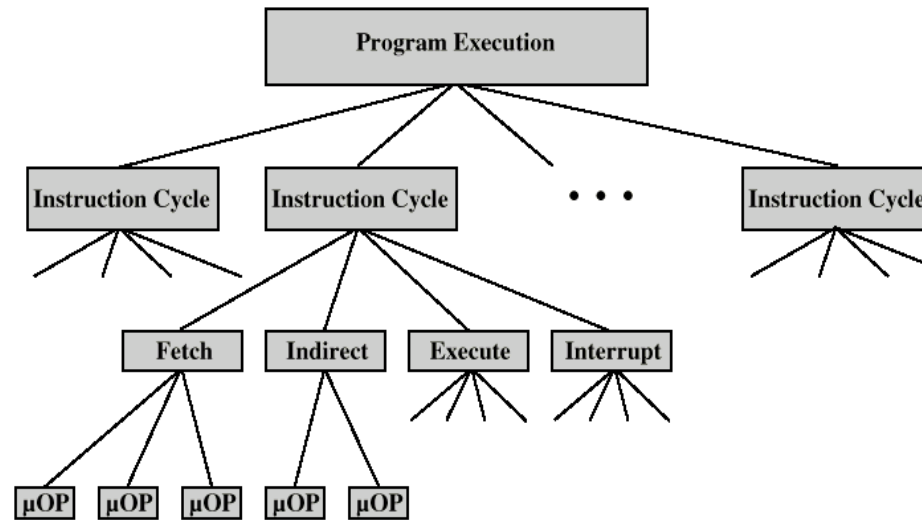 Program Execution
Instruction Cycle
Instruction Cycle
• • •
Instruction Cycle
Fetch
Indirect
Execute
Interrupt
μOP
μOP
μOP
μOP
μOP